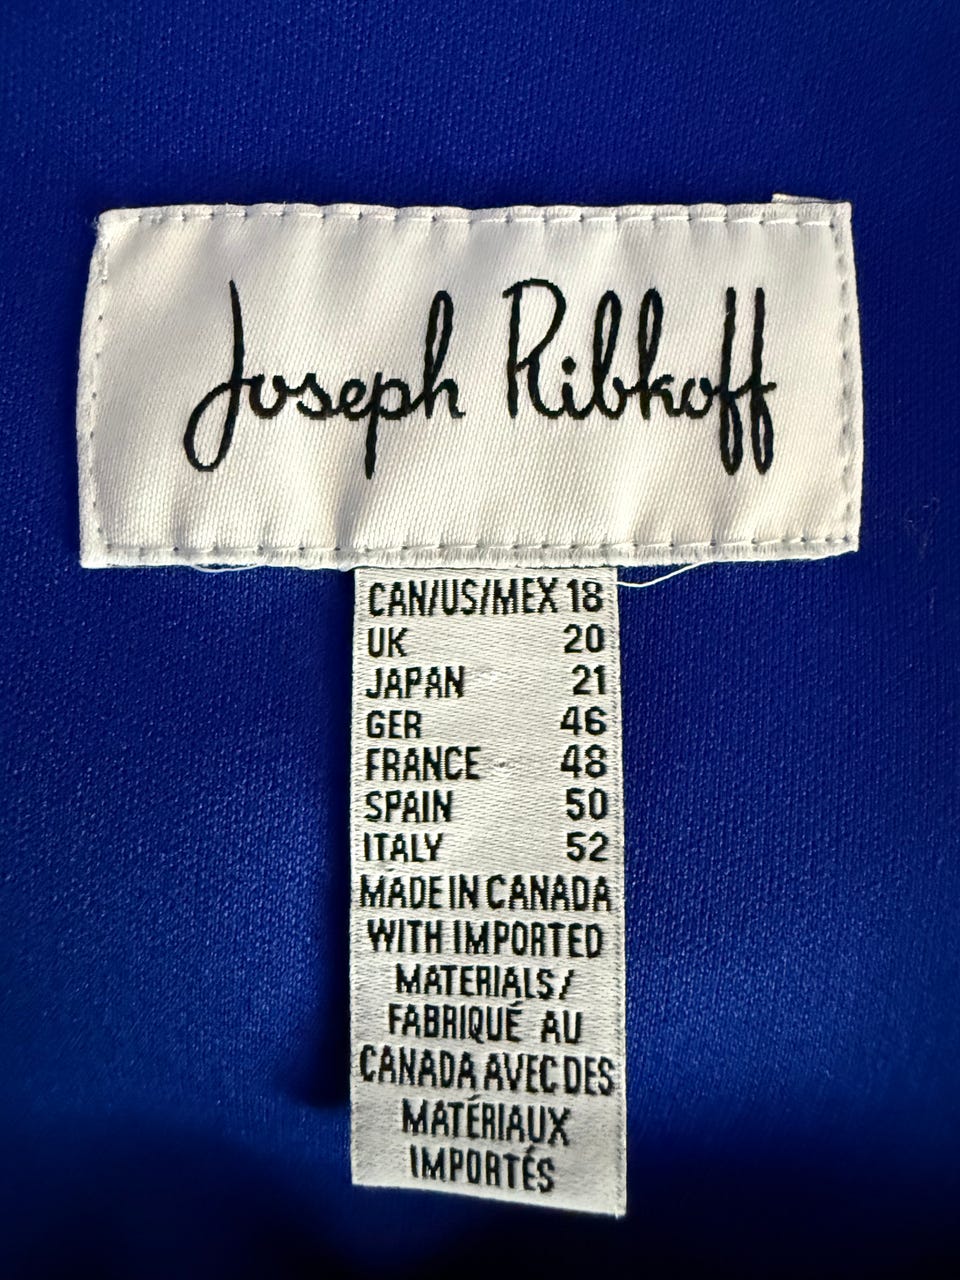 Joseph Ribkoff
CAN/US/MEX 18
UK 20
JAPAN 21
GER 46
FRANCE 48
SPAIN 50
ITALY 52
MADE IN CANADA
WITH IMPORTED
MATERIALS/
FABRIQUÉ AU
CANADA AVEC DES
MATÉRIAUX
IMPORTÉS